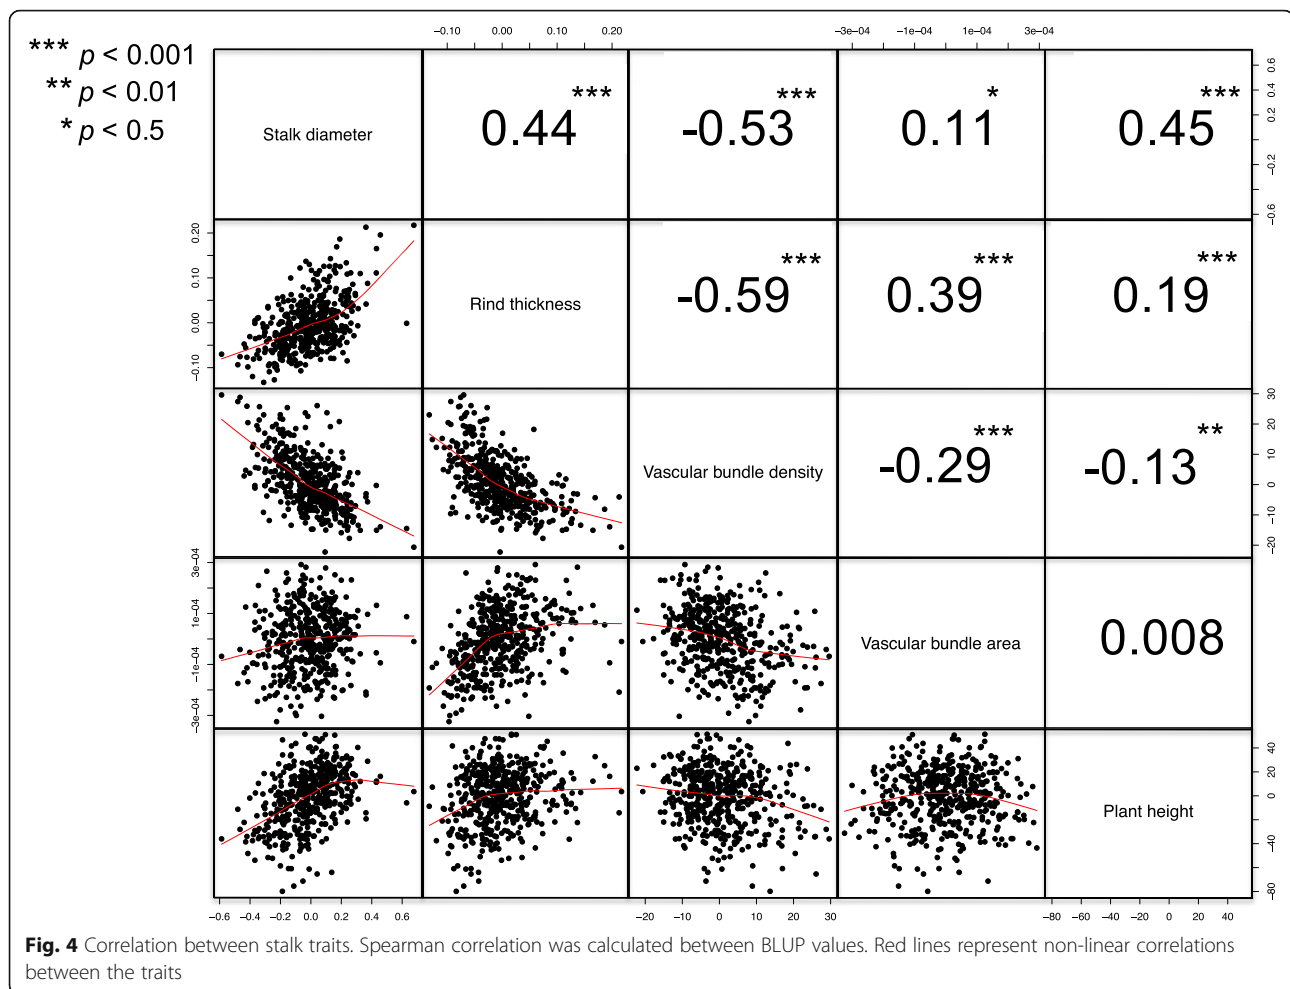 -0.10 0.00 0.10 0.20 -3e-04 -1e-04 1e-04 3e-04
*** p < 0.001
** p < 0.01
* p < 0.5
Stalk diameter 0.44*** -0.53*** 0.11* 0.45***
0.6 0.4 0.2 -0.2 -0.6
0.20 0.10 0.00 -0.10
Rind thickness -0.59*** 0.39*** 0.19***
Vascular bundle density -0.29*** -0.13**
30 20 10 0 -10 -20
3e-04 1e-04 -1e-04 -3e-04
Vascular bundle area 0.008
Plant height
40 20 0 -40 -80
-0.6 -0.2 0.0 0.2 0.4 0.6 -20 -10 0 10 20 30 -80 -60 -40 -20 0 20 40
Fig. 4 Correlation between stalk traits. Spearman correlation was calculated between BLUP values. Red lines represent non-linear correlations
between the traits